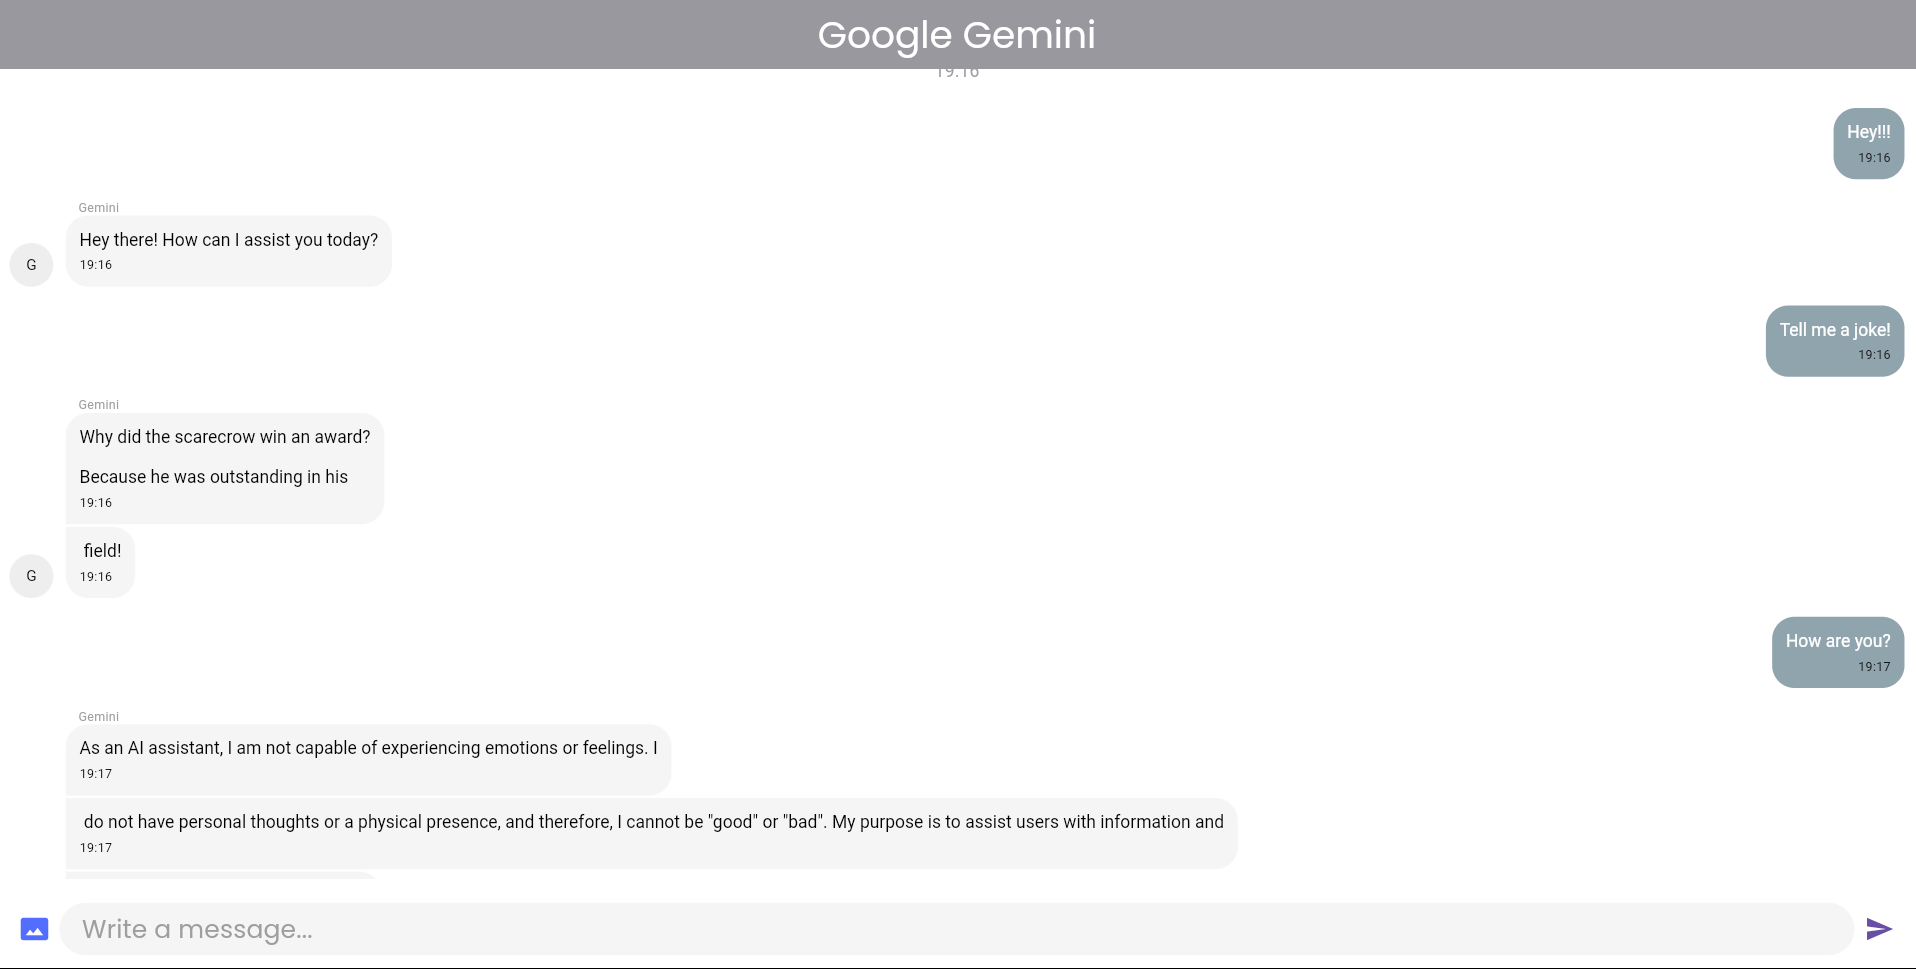 Google Gemini
19:16
Hey!!!
19:16
Gemini
Hey there! How can I assist you today?
19:16
G
Tell me a joke!
19:16
Gemini
Why did the scarecrow win an award?
Because he was outstanding in his
19:16
field!
19:16
G
How are you?
19:17
Gemini
As an AI assistant, I am not capable of experiencing emotions or feelings. I
19:17
do not have personal thoughts or a physical presence, and therefore, I cannot be "good" or "bad". My purpose is to assist users with information and
19:17
Write a message...